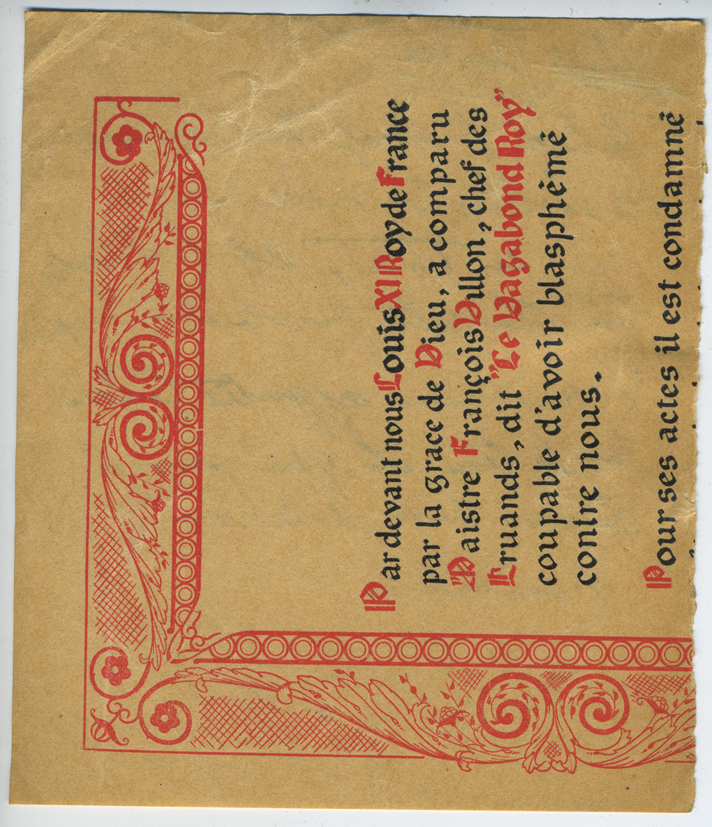 Par devant nous Louis XI Roy de France
par la grace de Dieu, a comparu
Maistre François Villon, chef des
Truands, dit "Le Vagabond Roy"
coupable d'avoir blasphémé
contre nous.
Pour ses actes il est condamné